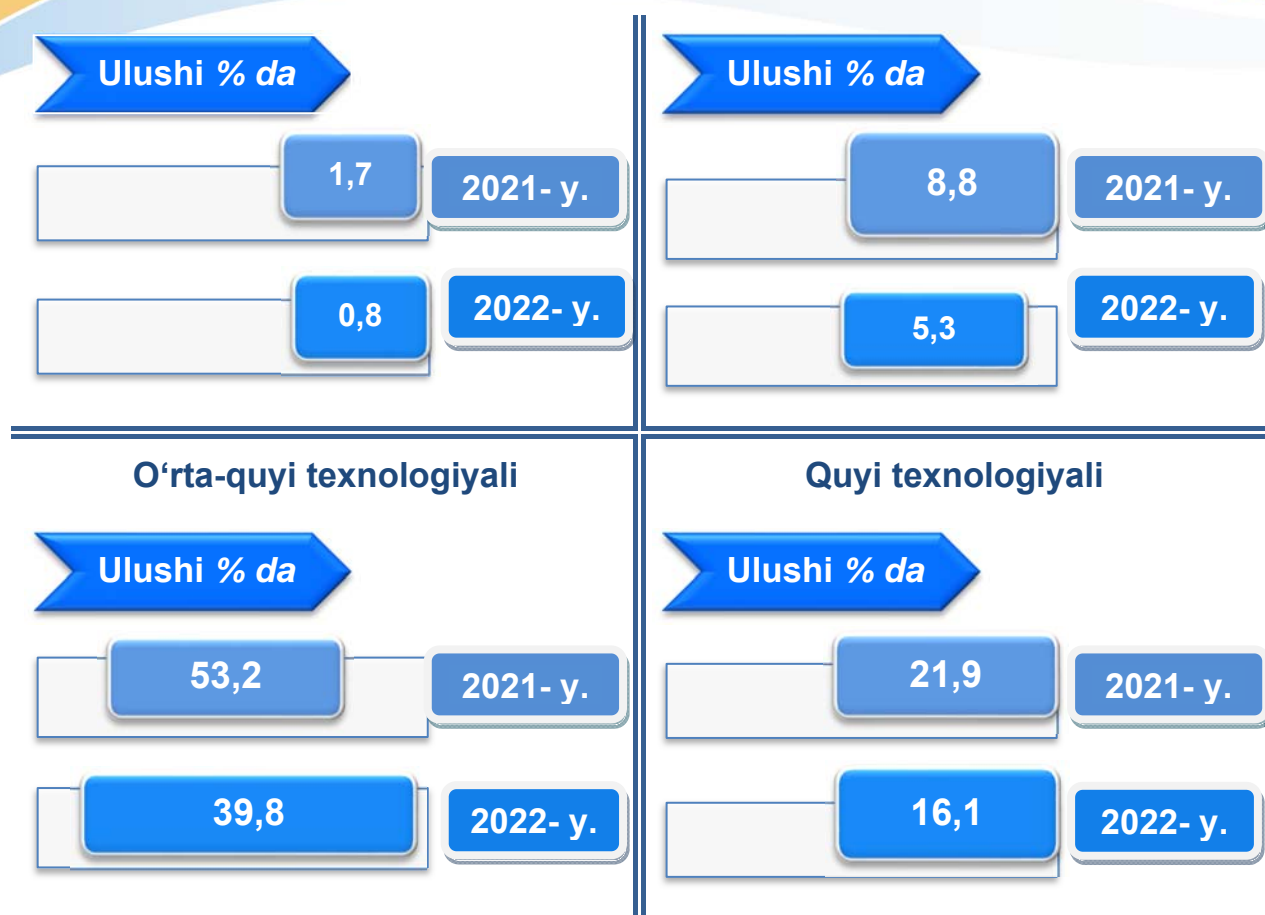 Ulushi % da
1,7
2021- y.
0,8
2022- y.
Ulushi % da
8,8
2021- y.
5,3
2022- y.
O‘rta-quyi texnologiyali
Ulushi % da
53,2
2021- y.
39,8
2022- y.
Quyi texnologiyali
Ulushi % da
21,9
2021- y.
16,1
2022- y.